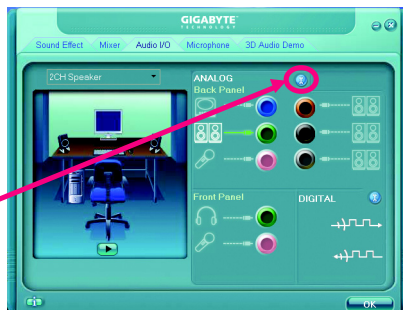 GIGABYTE
TECHNOLOGY
Sound Effect Mixer Audio I/O Microphone 3D Audio Demo
2CH Speaker
ANALOG
Back Panel
Front Panel
DIGITAL
OK